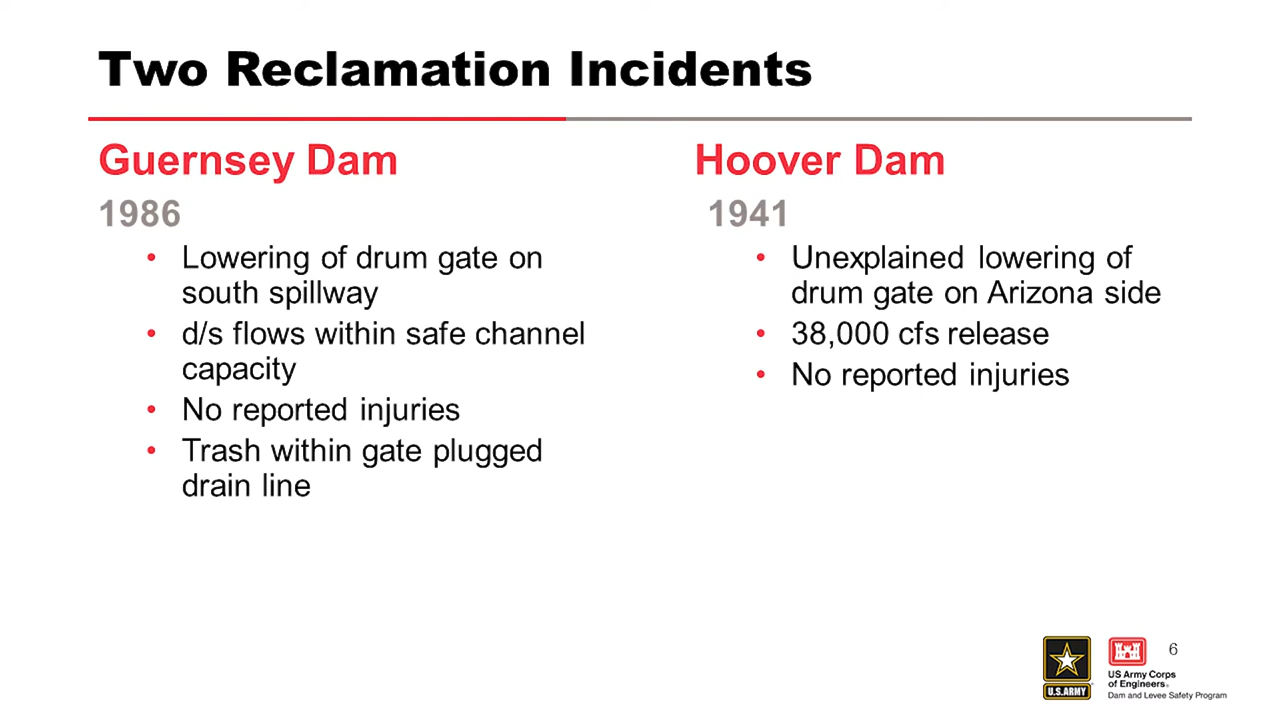 Two Reclamation Incidents
Guernsey Dam
1986
• Lowering of drum gate on
south spillway
• d/s flows within safe channel
capacity
• No reported injuries
• Trash within gate plugged
drain line
Hoover Dam
1941
• Unexplained lowering of
drum gate on Arizona side
• 38,000 cfs release
• No reported injuries
U.S.ARMY
US Army Corps
of Engineers®
Dam and Levee Safety Program
6